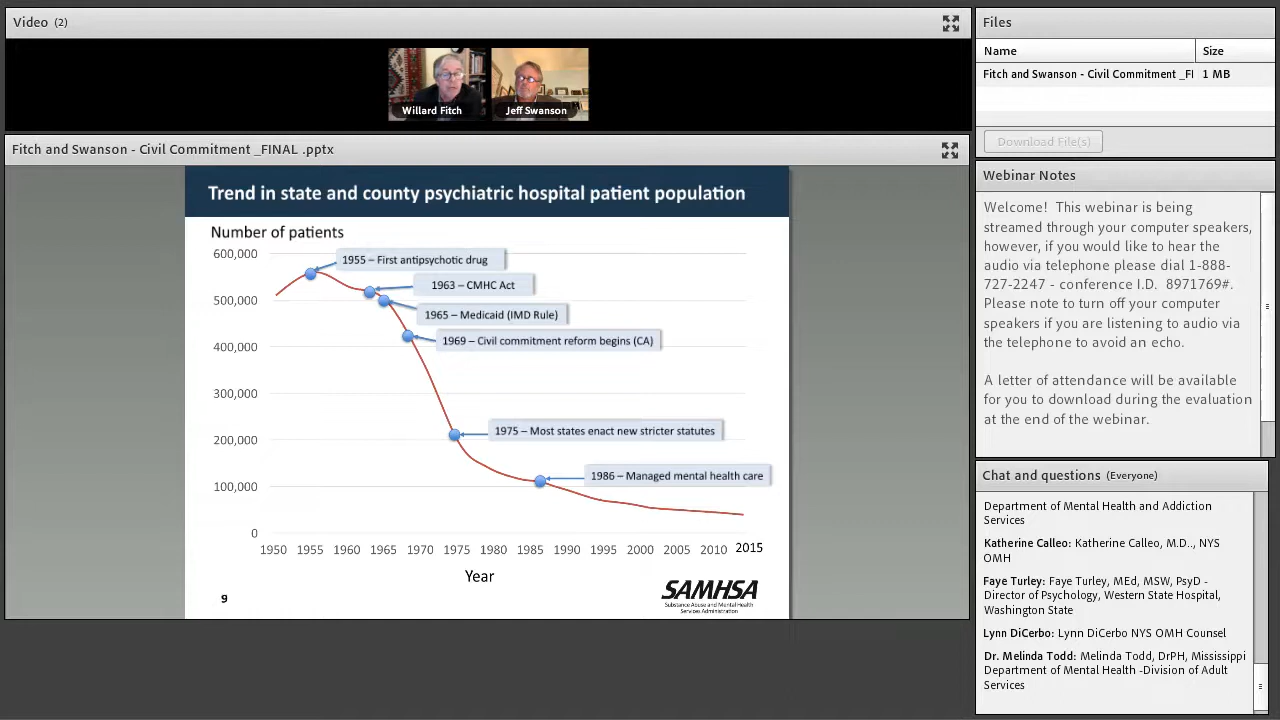 Video (2)
Willard Fitch
Jeff Swanson
Fitch and Swanson - Civil Commitment _FINAL .pptx
Trend in state and county psychiatric hospital patient population
Number of patients
600,000
500,000
400,000
300,000
200,000
100,000
0
1955 – First antipsychotic drug
1963 – CMHC Act
1965 – Medicaid (IMD Rule)
1969 – Civil commitment reform begins (CA)
1975 – Most states enact new stricter statutes
1986 – Managed mental health care
1950 1955 1960 1965 1970 1975 1980 1985 1990 1995 2000 2005 2010 2015
Year
9
SAMHSA
Substance Abuse and Mental Health
Services Administration
Files
Name Size
Fitch and Swanson - Civil Commitment _FI 1 MB
Download File(s)
Webinar Notes
Welcome! This webinar is being
streamed through your computer speakers,
however, if you would like to hear the
audio via telephone please dial 1-888-
727-2247 - conference I.D. 8971769#.
Please note to turn off your computer
speakers if you are listening to audio via
the telephone to avoid an echo.
A letter of attendance will be available
for you to download during the evaluation
at the end of the webinar.
Chat and questions (Everyone)
Department of Mental Health and Addiction
Services
Katherine Calleo: Katherine Calleo, M.D.., NYS
OMH
Faye Turley: Faye Turley, MEd, MSW, PsyD -
Director of Psychology, Western State Hospital,
Washington State
Lynn DiCerbo: Lynn DiCerbo NYS OMH Counsel
Dr. Melinda Todd: Melinda Todd, DrPH, Mississippi
Department of Mental Health -Division of Adult
Services